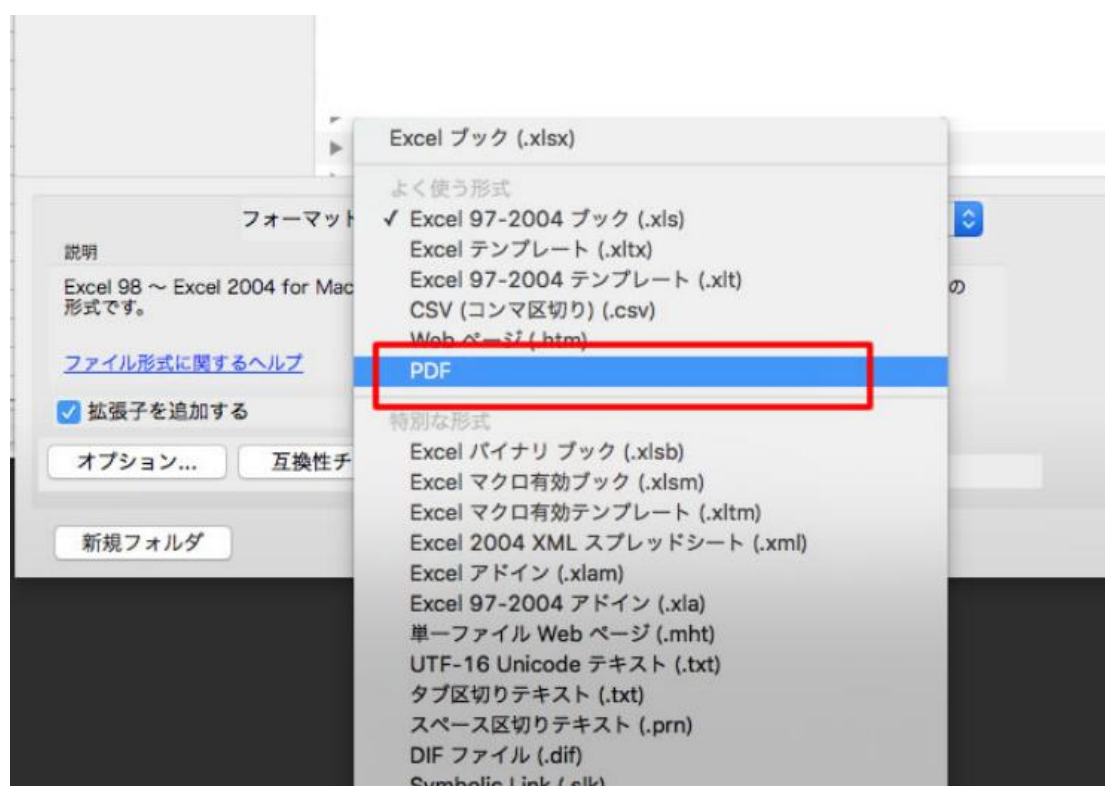 Excel ブック (.xlsx)
よく使う形式
フォーマット
✓ Excel 97-2004 ブック (.xls)
説明
Excel テンプレート (.xltx)
Excel 98 ～ Excel 2004 for Mac
の
形式です。
Excel 97-2004 テンプレート (.xlt)
CSV (コンマ区切り) (.csv)
Web ページ (.htm)
ファイル形式に関するヘルプ
PDF
拡張子を追加する
特別な形式
オプション...
互換性チ
Excel バイナリ ブック (.xlsb)
Excel マクロ有効ブック (.xlsm)
Excel マクロ有効テンプレート (.xltm)
新規フォルダ
Excel 2004 XML スプレッドシート (.xml)
Excel アドイン (.xlam)
Excel 97-2004 アドイン (.xla)
単一ファイル Web ページ (.mht)
UTF-16 Unicode テキスト (.txt)
タブ区切りテキスト (.txt)
スペース区切りテキスト (.prn)
DIF ファイル (.dif)
Symbolic Link (.slk)